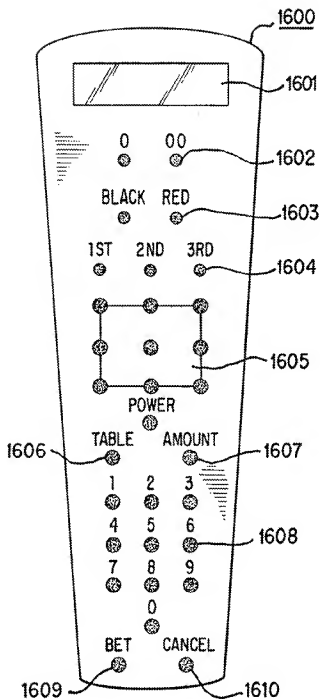 1600
1601
0 00
1602
BLACK RED
1603
1ST 2ND 3RD
1604
1605
POWER
1606 TABLE AMOUNT 1607
1 2 3
4 5 6 1608
7 8 9
0
BET CANCEL
1609 1610